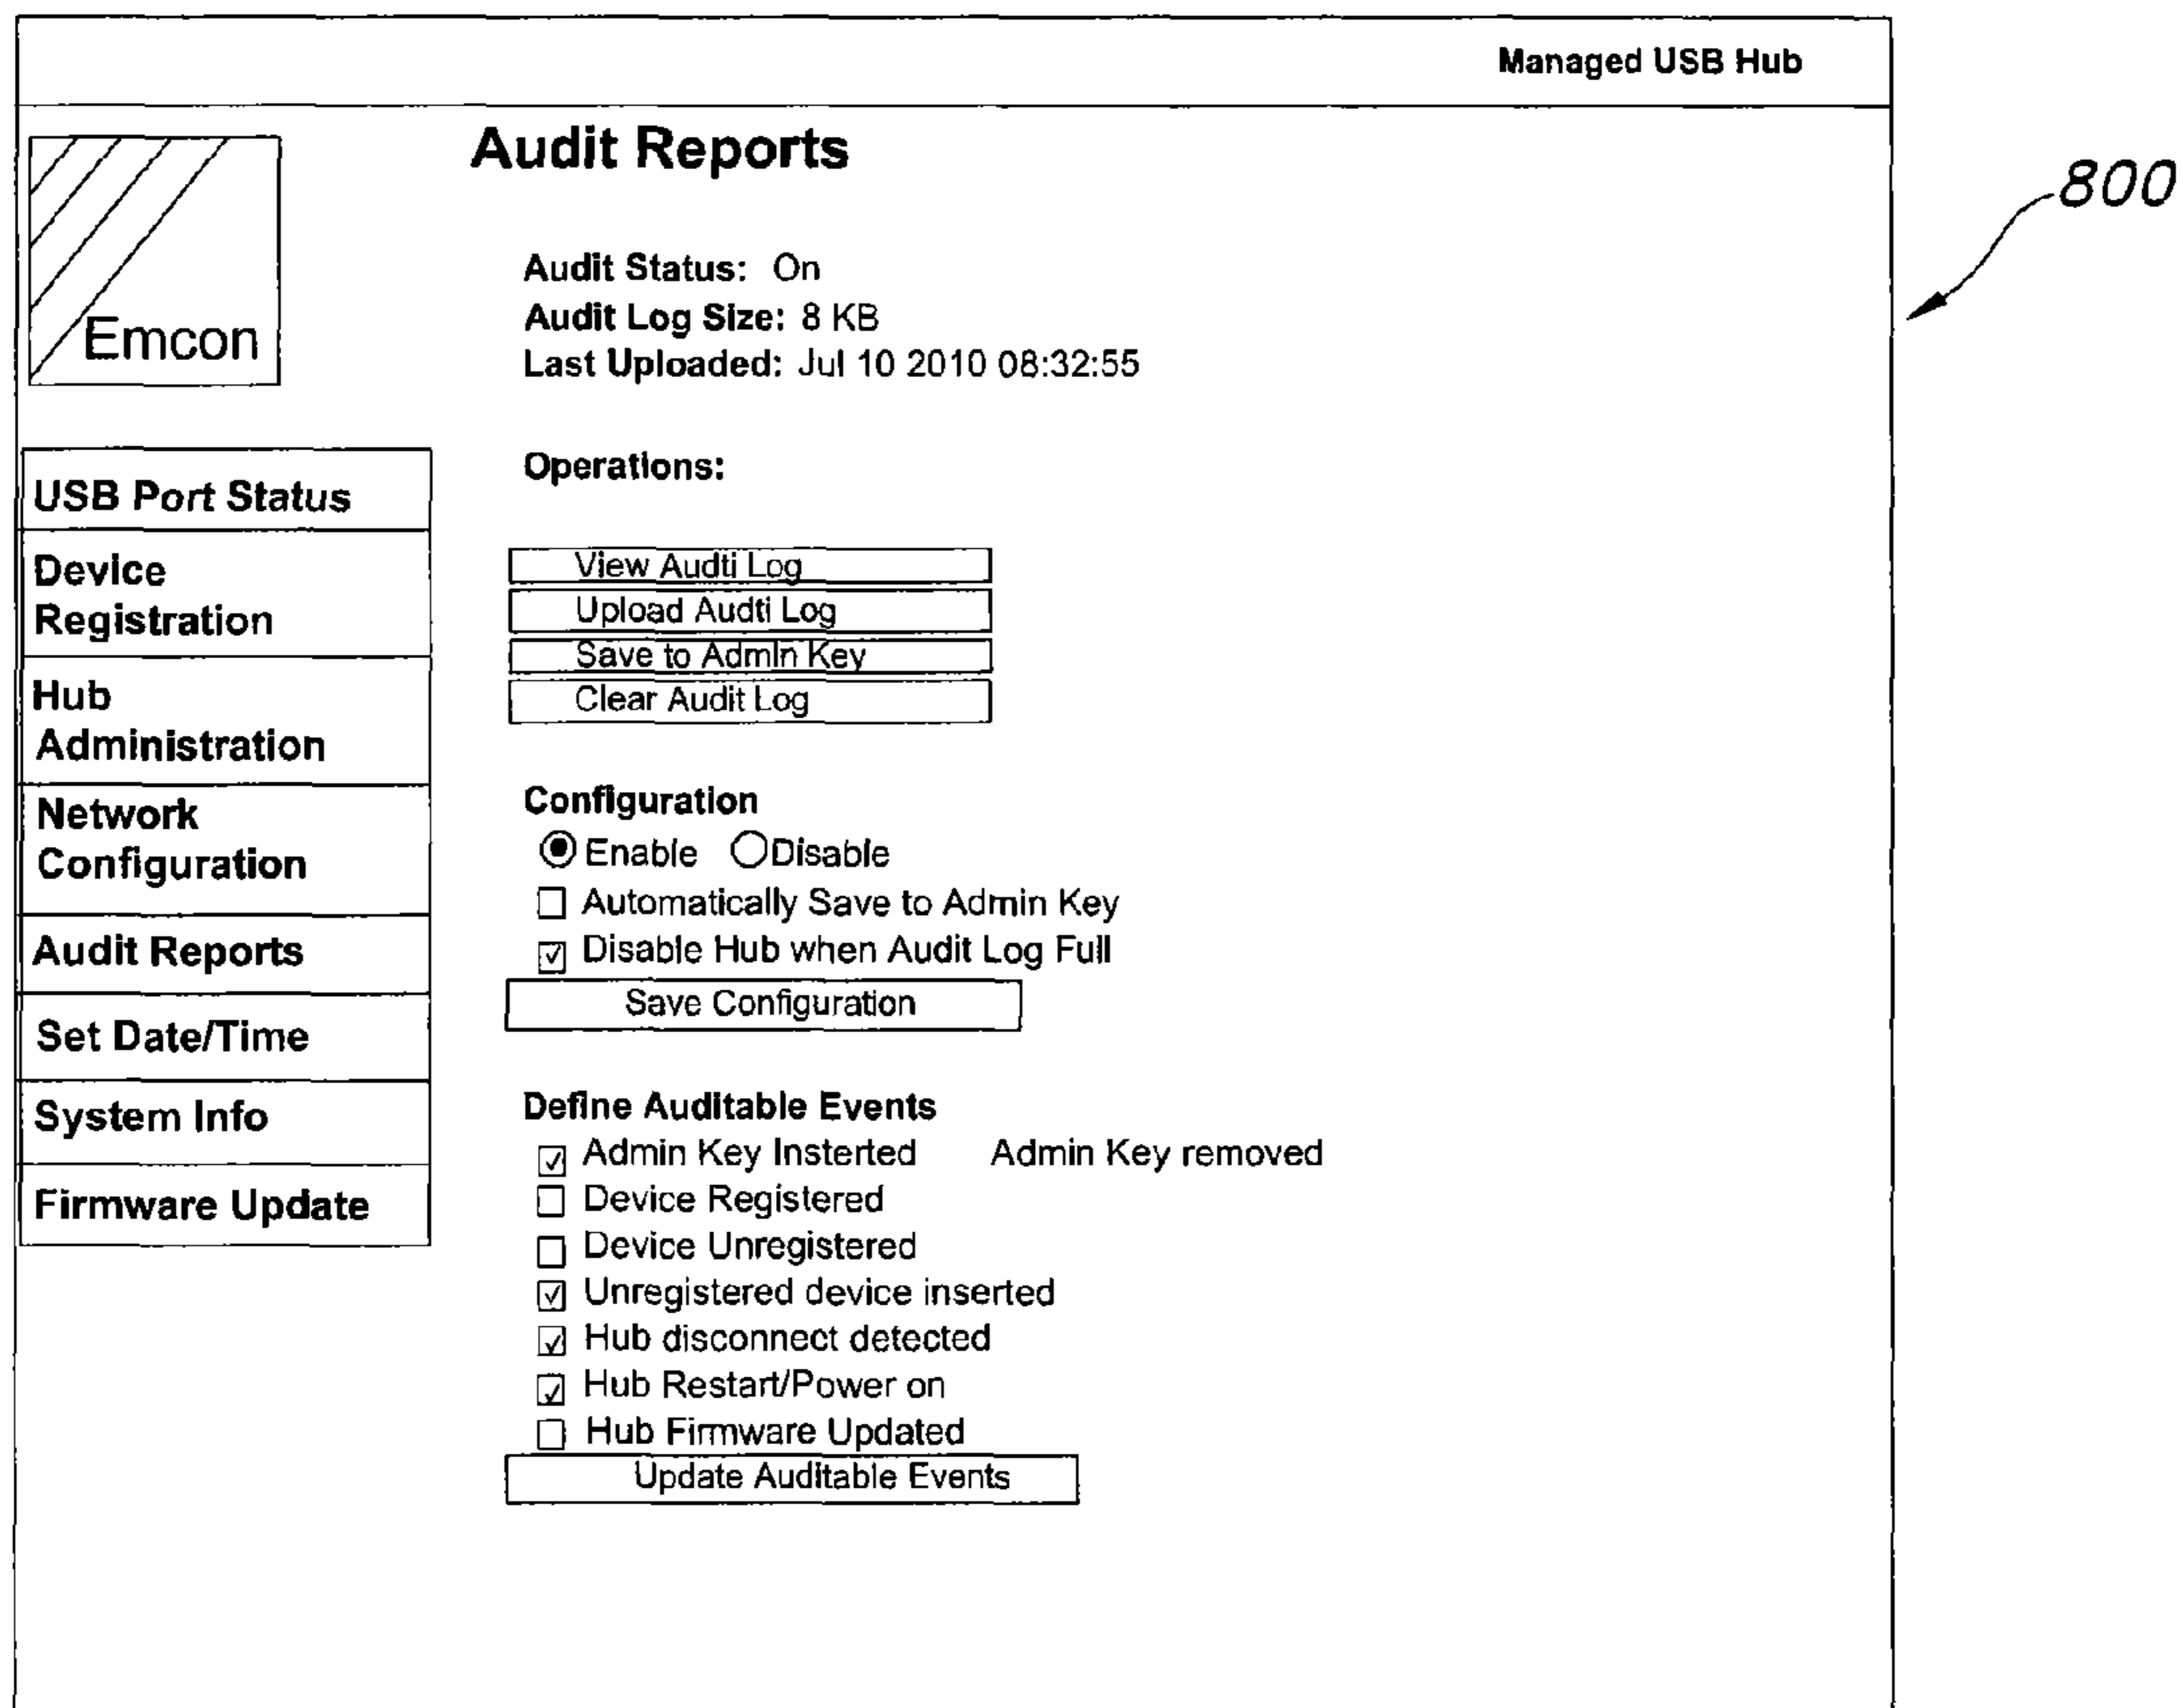 Managed USB Hub
Audit Reports
800
Emcon
Audit Status: On
Audit Log Size: 8 KB
Last Uploaded: Jul 10 2010 08:32:55
USB Port Status
Device
Registration
Hub
Administration
Network
Configuration
Audit Reports
Set Date/Time
System Info
Firmware Update
Operations:
View Audti Log
Upload Audti Log
Save to Admin Key
Clear Audit Log
Configuration
Enable Disable
Automatically Save to Admin Key
Disable Hub when Audit Log Full
Save Configuration
Define Auditable Events
Admin Key Insterted Admin Key removed
Device Registered
Device Unregistered
Unregistered device inserted
Hub disconnect detected
Hub Restart/Power on
Hub Firmware Updated
Update Auditable Events